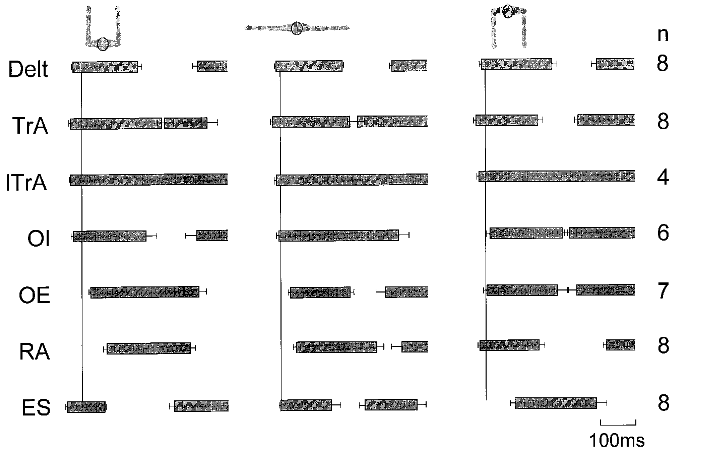 n
Delt 8
TrA 8
lTrA 4
OI 6
OE 7
RA 8
ES 8
100ms